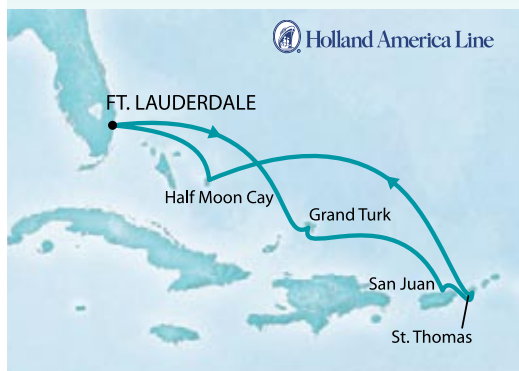 Holland America Line
FT. LAUDERDALE
Half Moon Cay
Grand Turk
San Juan
St. Thomas